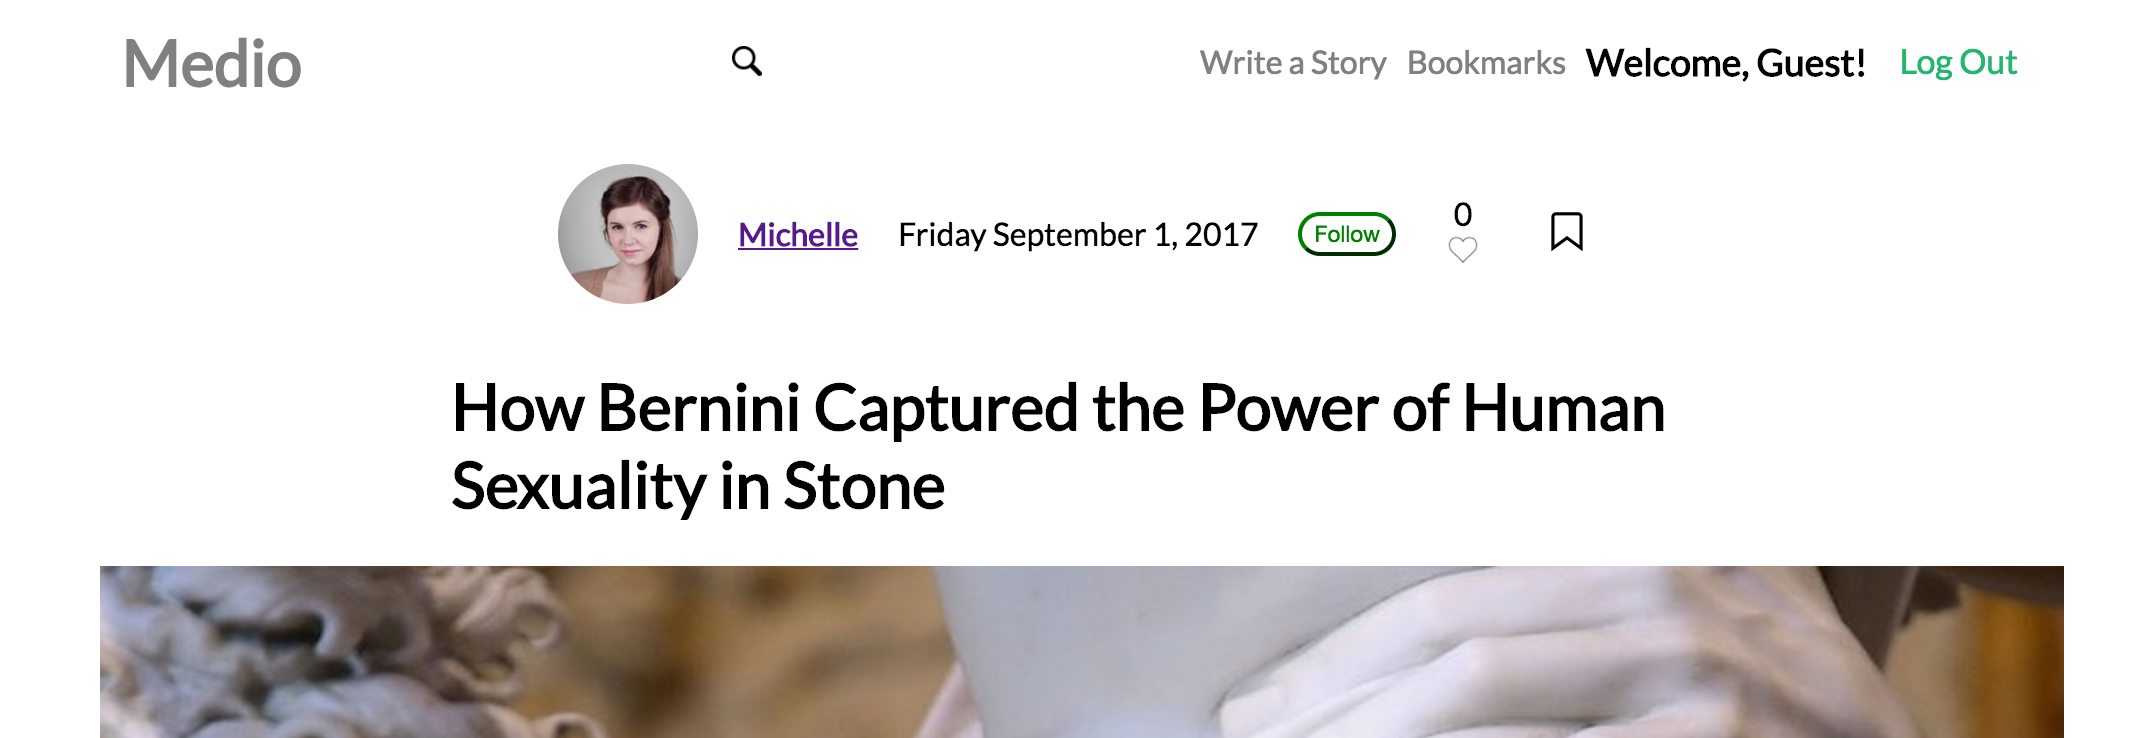 Medio
Write a Story Bookmarks Welcome, Guest! Log Out
Michelle Friday September 1, 2017 Follow 0
How Bernini Captured the Power of Human
Sexuality in Stone